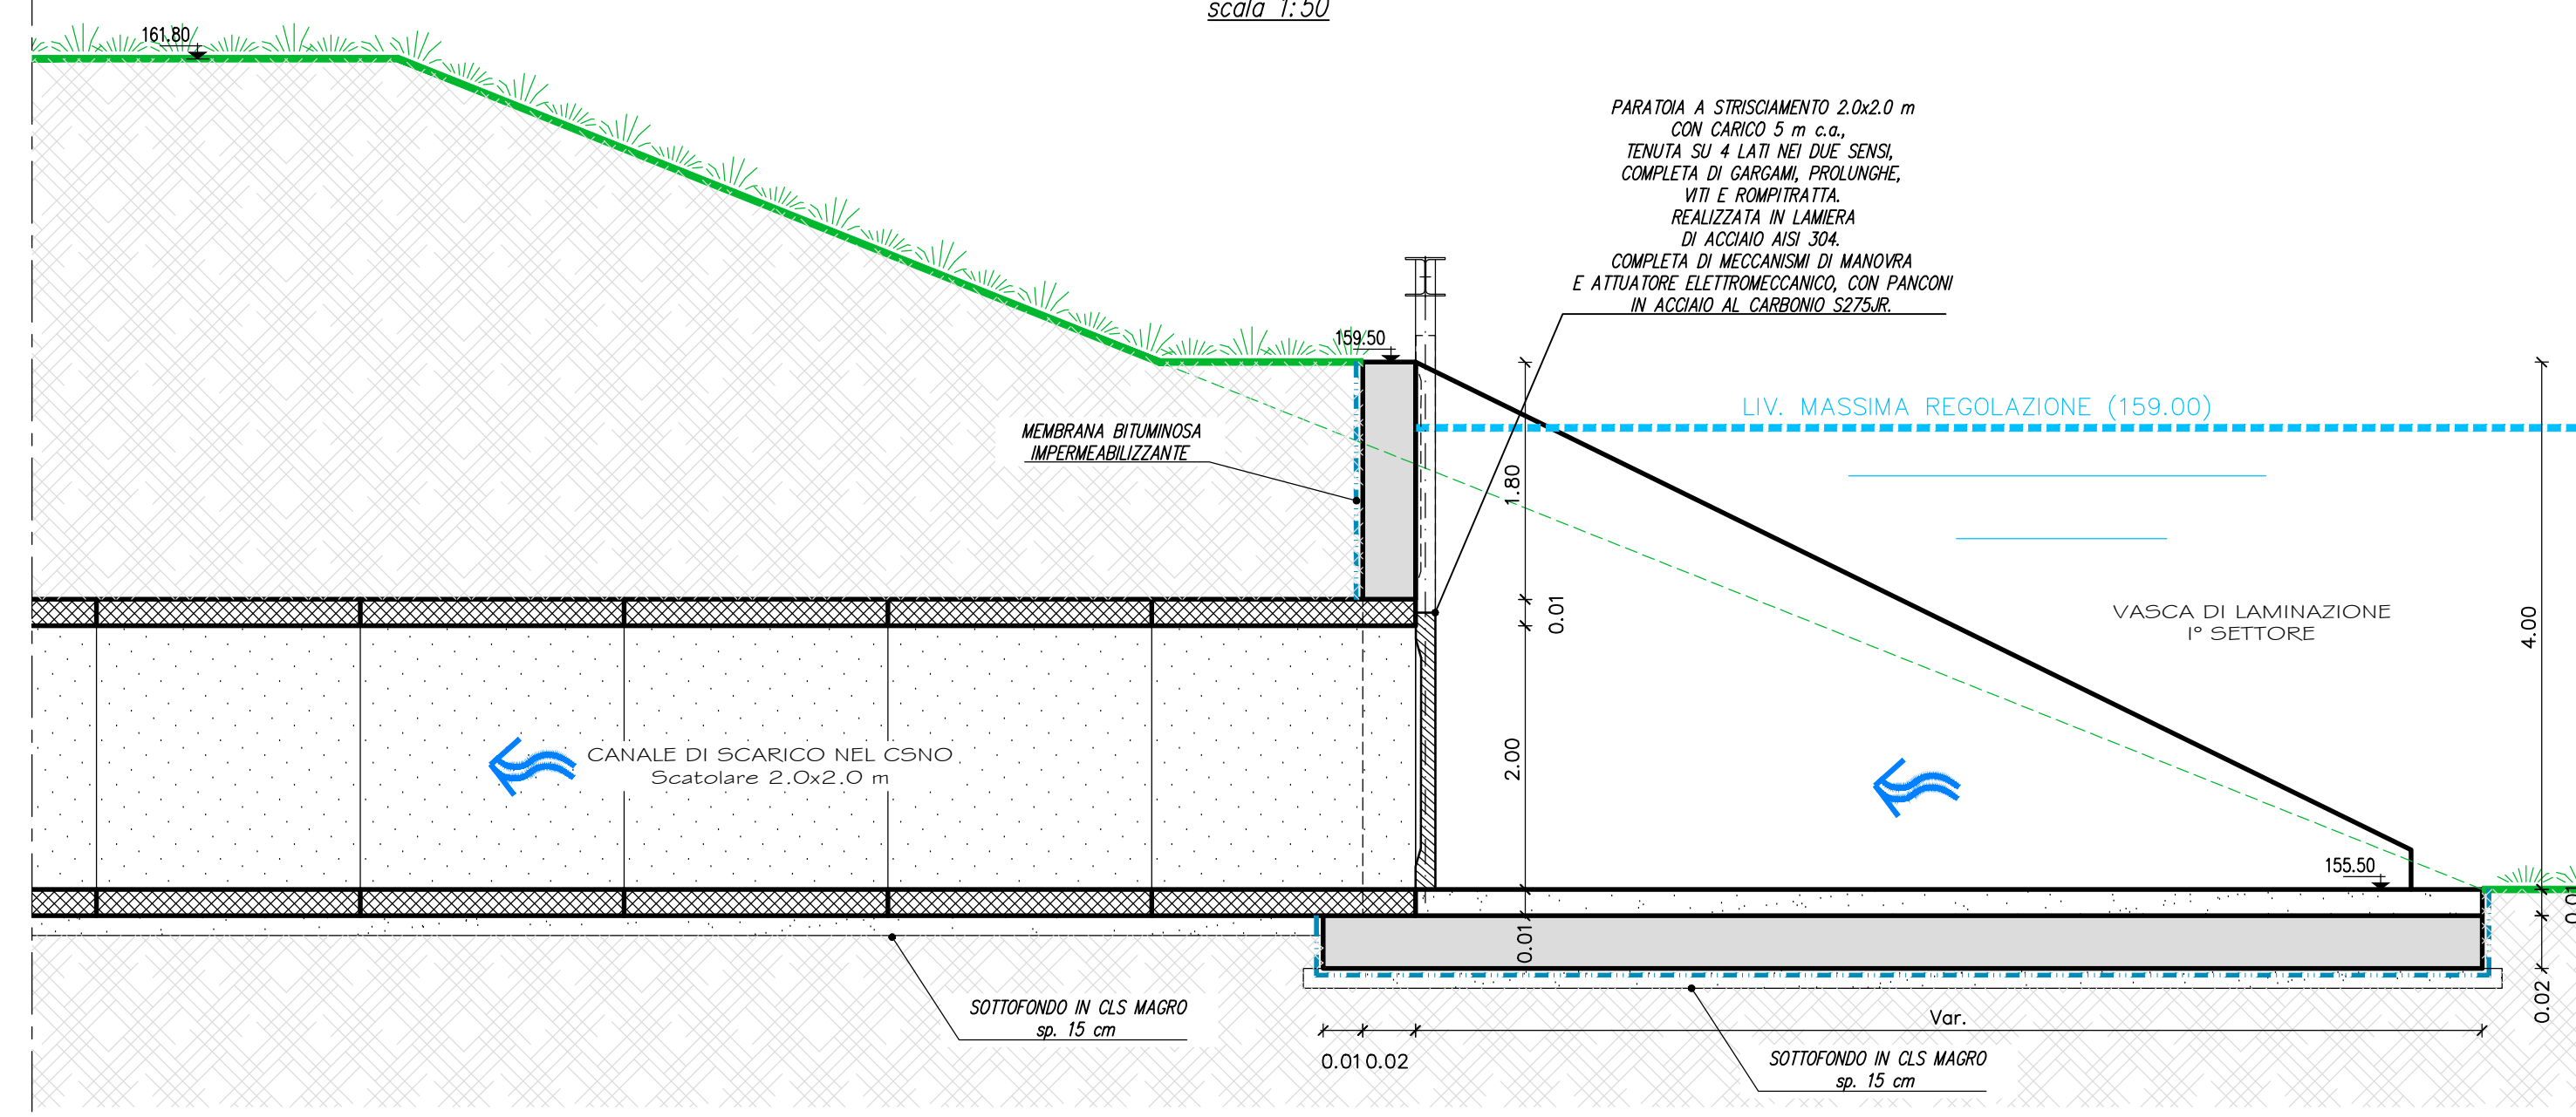 scala 1:50
161.80
PARATOIA A STRISCIAMENTO 2.0x2.0 m
CON CARICO 5 m c.a.,
TENUTA SU 4 LATI NEI DUE SENSI,
COMPLETA DI GARGAMI, PROLUNGHE,
VITI E ROMPITRATTA.
REALIZZATA IN LAMIERA
DI ACCIAIO AISI 304.
COMPLETA DI MECCANISMI DI MANOVRA
E ATTUATORE ELETTROMECCANICO, CON PANCONI
IN ACCIAIO AL CARBONIO S275JR.
159.50
LIV. MASSIMA REGOLAZIONE (159.00)
MEMBRANA BITUMINOSA
IMPERMEABILIZZANTE
1.80
0.01
4.00
VASCA DI LAMINAZIONE
1° SETTORE
2.00
CANALE DI SCARICO NEL CSNO
Scatolare 2.0x2.0 m
155.50
0.01
0.01
0.02
SOTTOFONDO IN CLS MAGRO
sp. 15 cm
Var.
0.01
0.02
SOTTOFONDO IN CLS MAGRO
sp. 15 cm